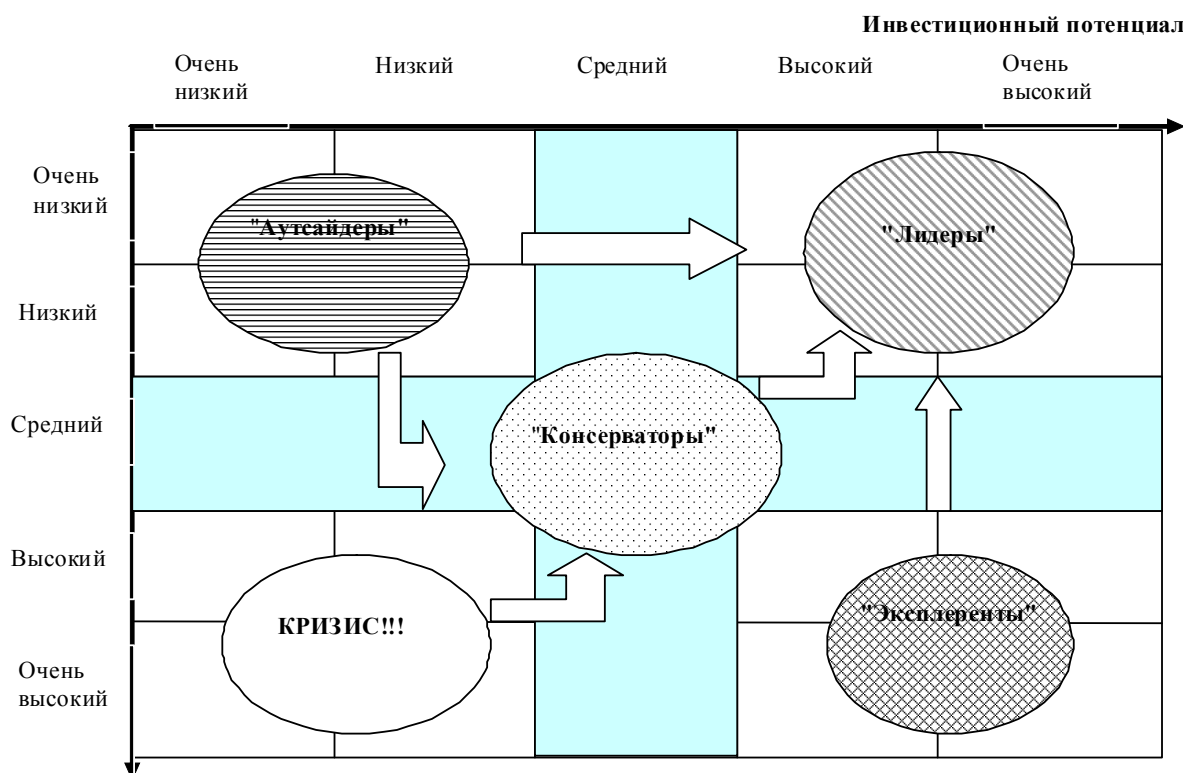 Инвестиционный потенциал
Очень
низкий
Низкий
Средний
Высокий
Очень
высокий
Очень
низкий
"Аутсайдеры"
"Лидеры"
Низкий
Средний
"Консерваторы"
Высокий
КРИЗИС!!!
"Эксплеренты"
Очень
высокий